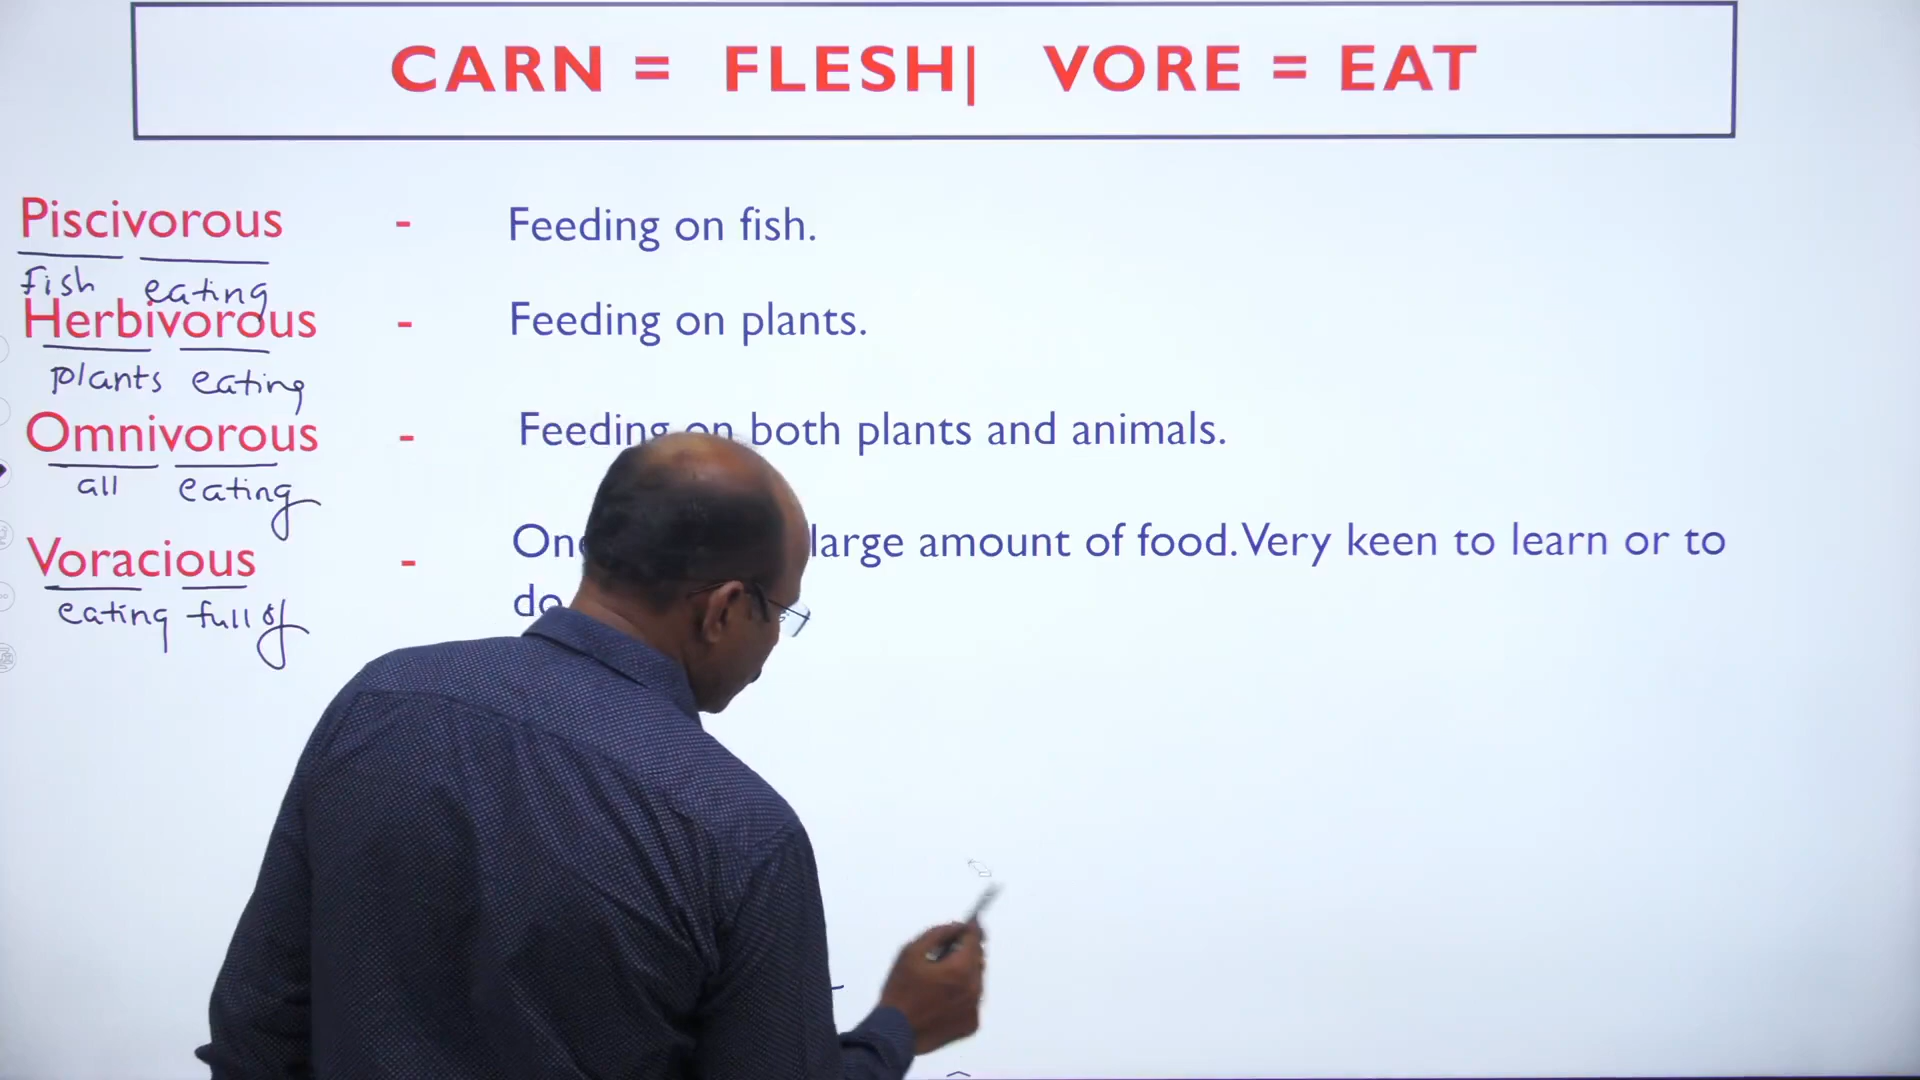 CARN = FLESH| VORE = EAT
Piscivorous - Feeding on fish.
fish eating
Herbivorous - Feeding on plants.
plants eating
Omnivorous - Feeding on both plants and animals.
all eating
Voracious - large amount of food. Very keen to learn or to
do
eating full of